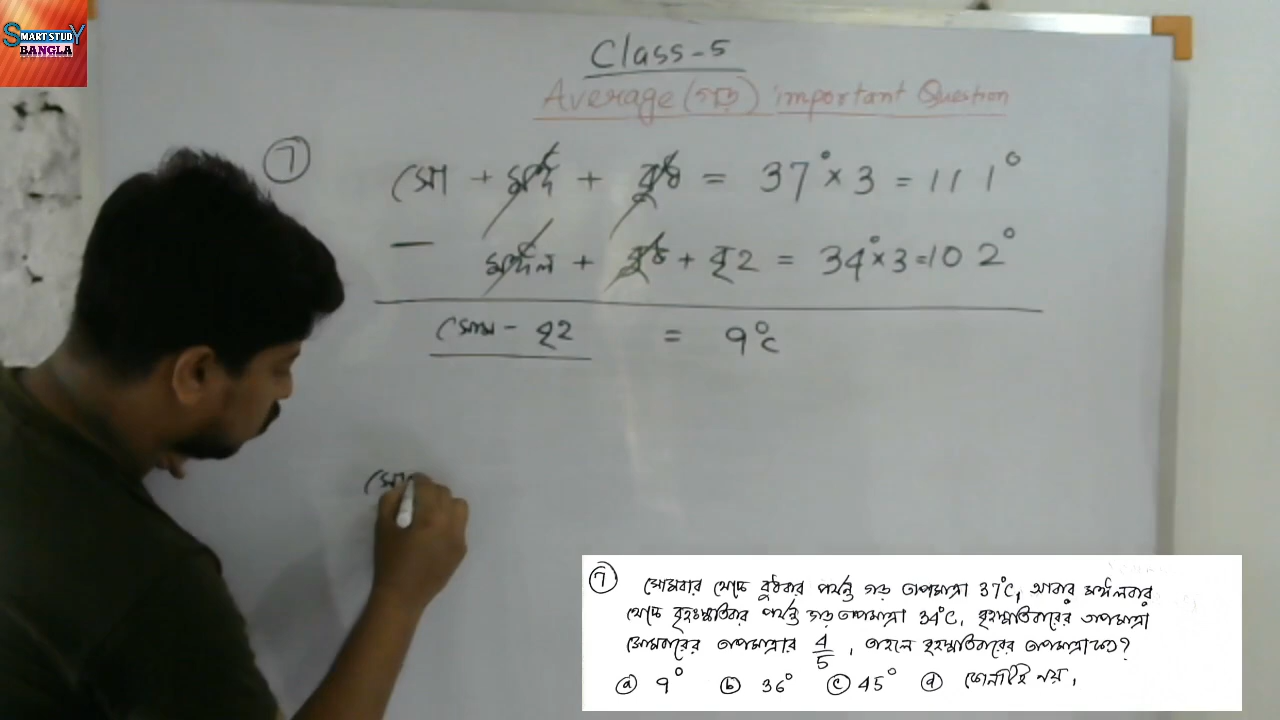 SMART STUDY
BANGLA
Class-5
Average (গড়) important Question
7 সো + মঙ্গল + বুধ = 37° × 3 = 111°
— মঙ্গল + বুধ + বৃহ = 34° × 3 = 102°
সোম - বৃহ = 9°C
সো
7 সোমবার থেকে বুধবার পর্যন্ত গড় তাপমাত্রা 37°C, আবার মঙ্গলবার
থেকে বৃহস্পতিবার পর্যন্ত গড় তাপমাত্রা 34°C, বৃহস্পতিবারের তাপমাত্রা
সোমবারের তাপমাত্রার 4/5, তাহলে বৃহস্পতিবারের তাপমাত্রা কত?
a 9° b 36° c 45° d কোনটিই নয়।